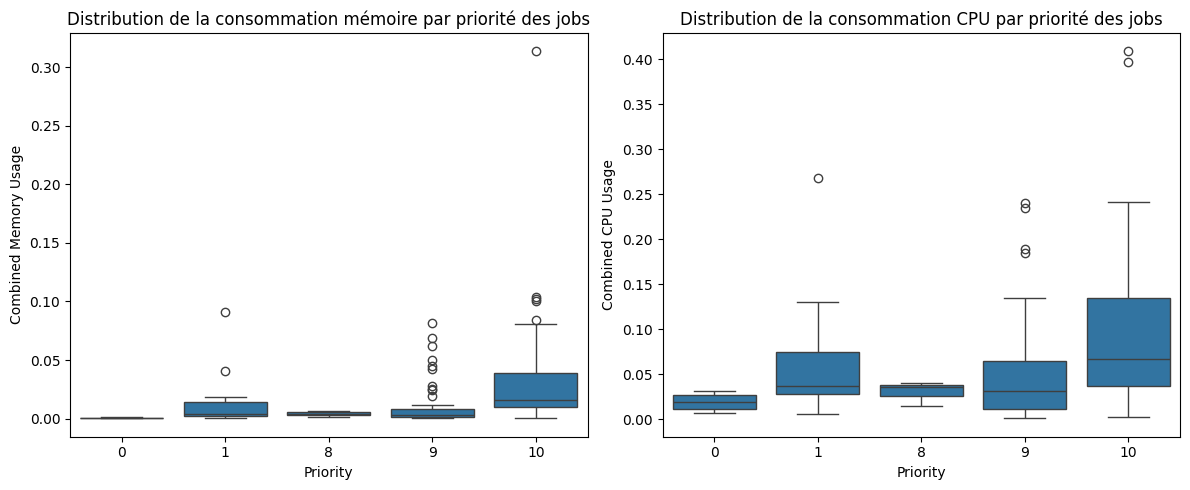 Distribution de la consommation mémoire par priorité des jobs
Combined Memory Usage
0.30
0.25
0.20
0.15
0.10
0.05
0.00
0 1 8 9 10
Priority
Distribution de la consommation CPU par priorité des jobs
Combined CPU Usage
0.40
0.35
0.30
0.25
0.20
0.15
0.10
0.05
0.00
0 1 8 9 10
Priority